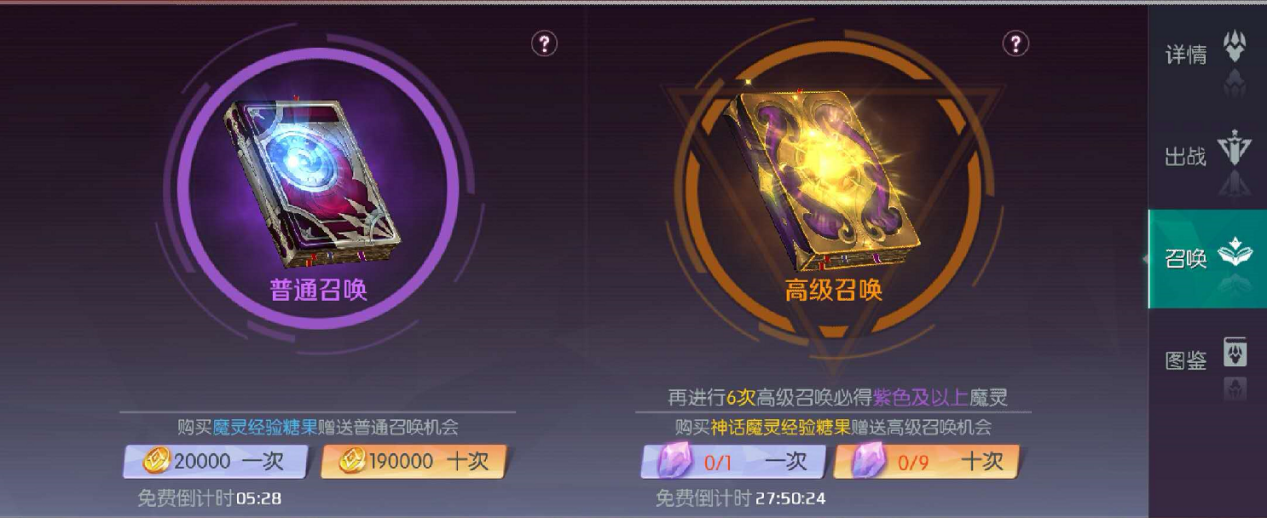 ?
普通召唤
购买魔灵经验糖果赠送普通召唤机会
20000 一次
190000 十次
免费倒计时05:28
?
高级召唤
再进行6次高级召唤必得紫色及以上魔灵
购买神话魔灵经验糖果赠送高级召唤机会
0/1 一次
0/9 十次
免费倒计时27:50:24
详情
出战
召唤
图鉴